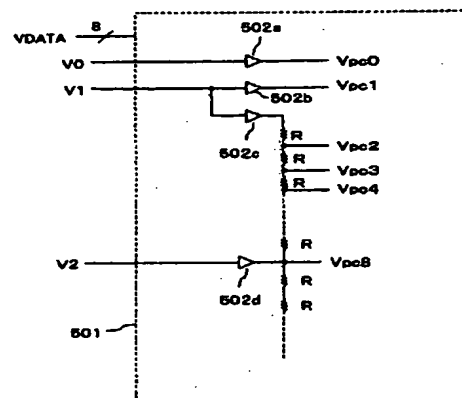 8
VDATA
502a
V0
Vpc0
V1
Vpc1
502b
502c
R
Vpc2
R
Vpc3
R
Vpc4
R
V2
Vpc8
R
502d
R
501